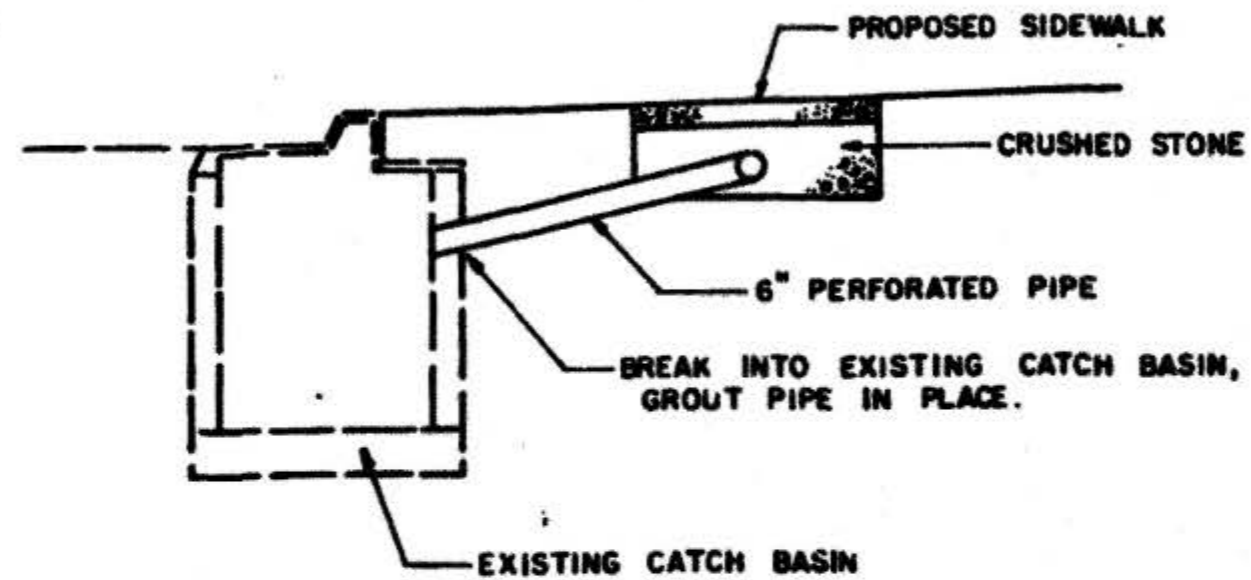 PROPOSED SIDEWALK
CRUSHED STONE
6" PERFORATED PIPE
BREAK INTO EXISTING CATCH BASIN,
GROUT PIPE IN PLACE.
EXISTING CATCH BASIN